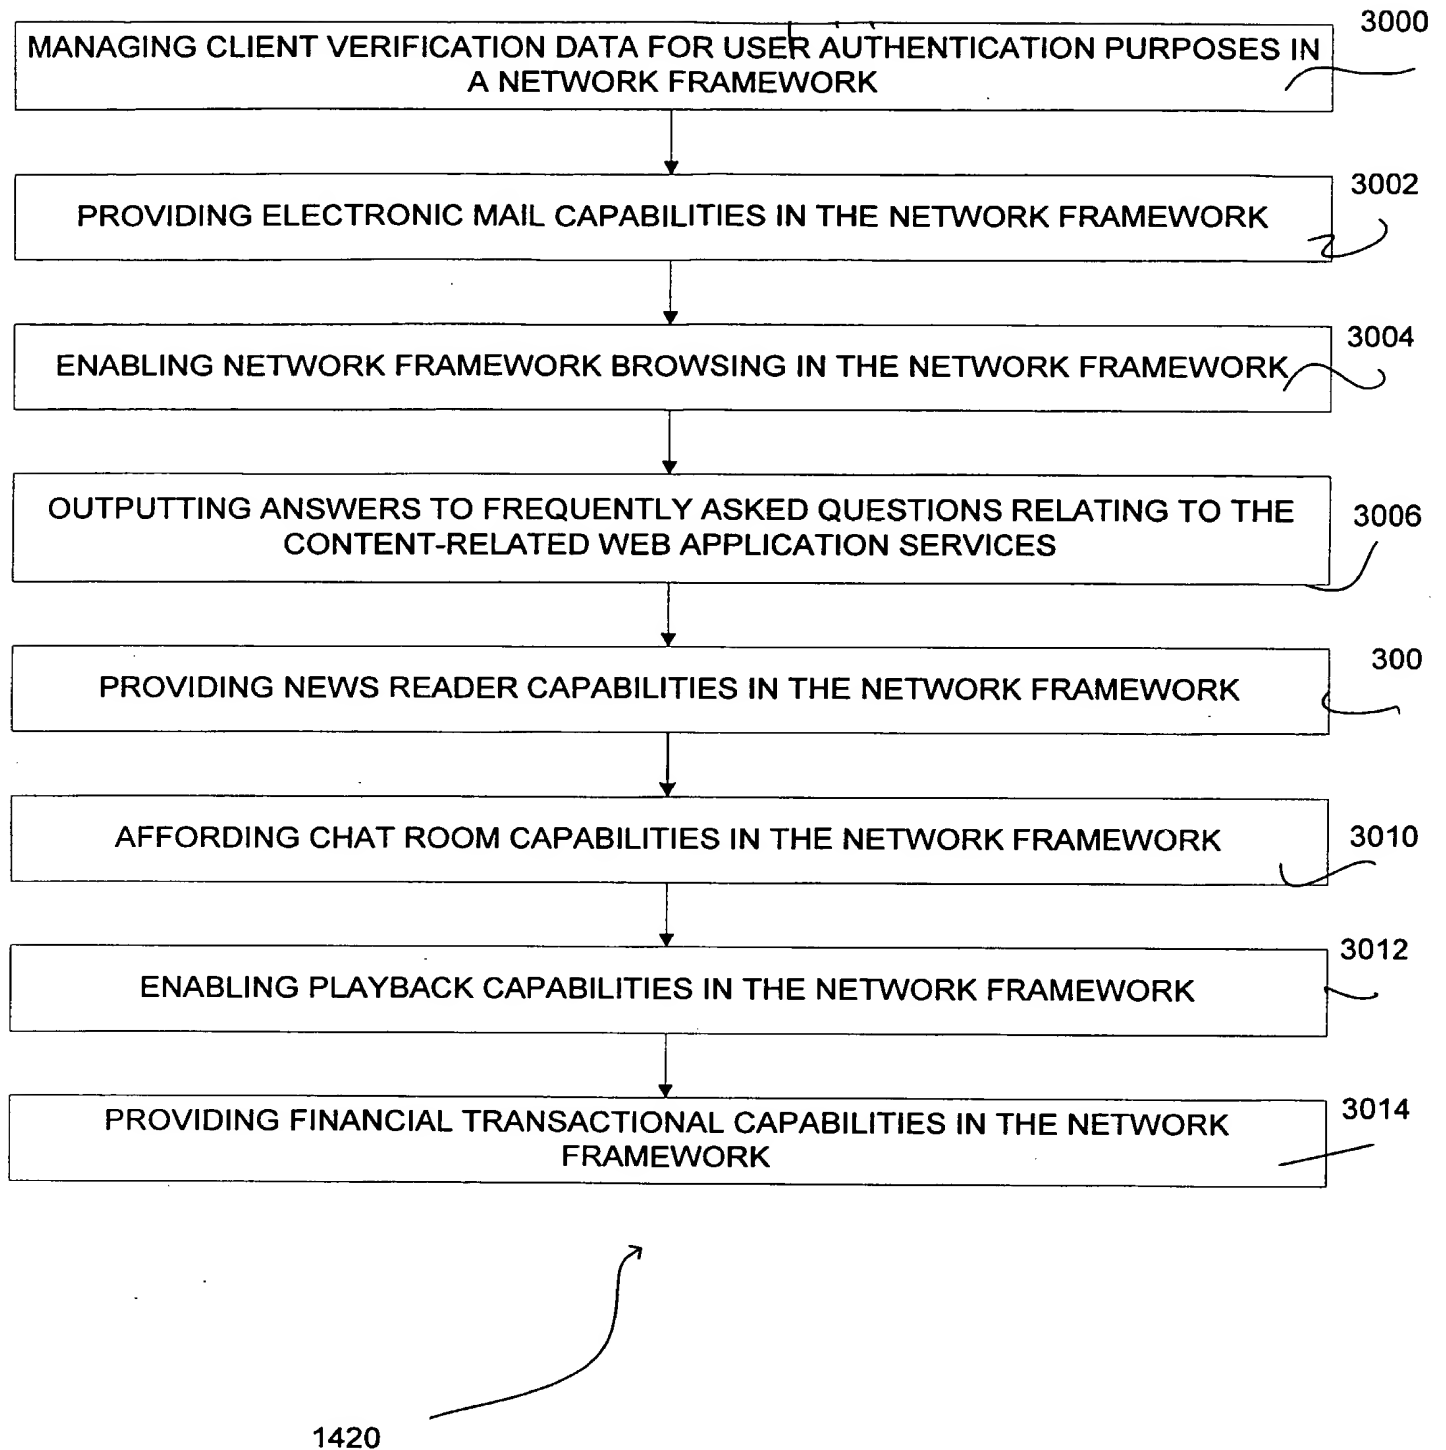 3000
MANAGING CLIENT VERIFICATION DATA FOR USER AUTHENTICATION PURPOSES IN
A NETWORK FRAMEWORK
3002
PROVIDING ELECTRONIC MAIL CAPABILITIES IN THE NETWORK FRAMEWORK
3004
ENABLING NETWORK FRAMEWORK BROWSING IN THE NETWORK FRAMEWORK
OUTPUTTING ANSWERS TO FREQUENTLY ASKED QUESTIONS RELATING TO THE
CONTENT-RELATED WEB APPLICATION SERVICES
3006
300
PROVIDING NEWS READER CAPABILITIES IN THE NETWORK FRAMEWORK
AFFORDING CHAT ROOM CAPABILITIES IN THE NETWORK FRAMEWORK
3010
3012
ENABLING PLAYBACK CAPABILITIES IN THE NETWORK FRAMEWORK
3014
PROVIDING FINANCIAL TRANSACTIONAL CAPABILITIES IN THE NETWORK
FRAMEWORK
1420